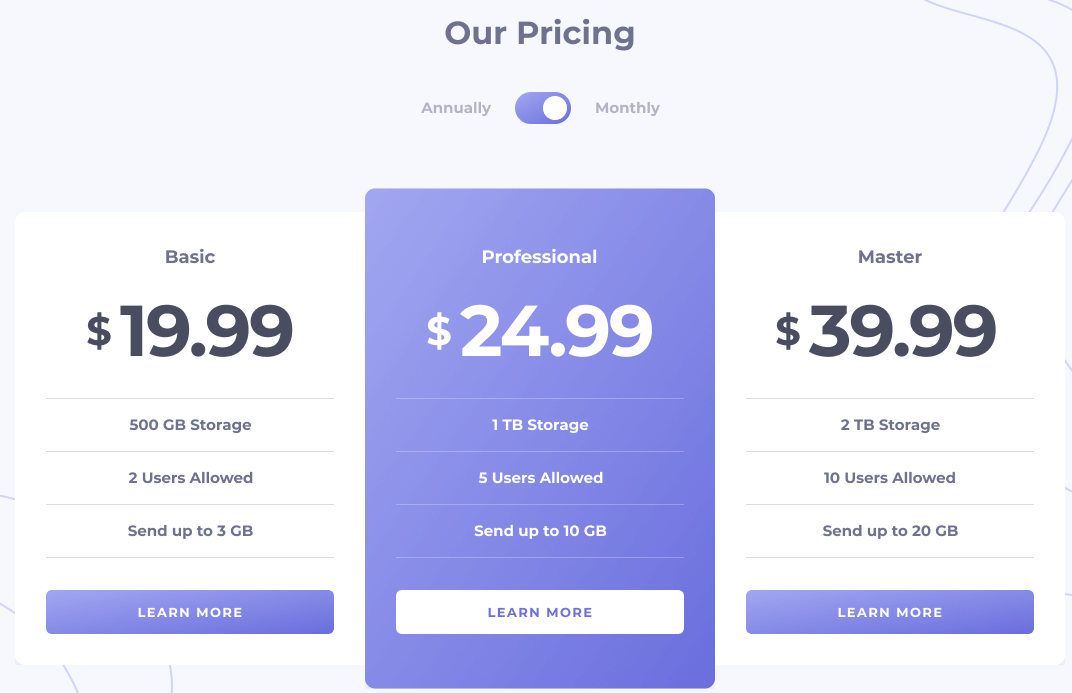 Our Pricing
Annually
Monthly
Basic
$ 19.99
500 GB Storage
2 Users Allowed
Send up to 3 GB
LEARN MORE
Professional
$ 24.99
1 TB Storage
5 Users Allowed
Send up to 10 GB
LEARN MORE
Master
$ 39.99
2 TB Storage
10 Users Allowed
Send up to 20 GB
LEARN MORE